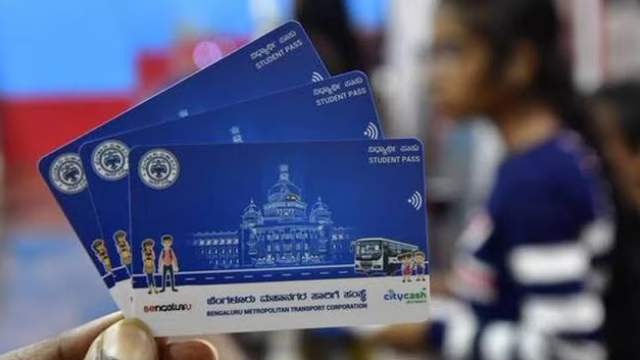 ವಿದ್ಯಾರ್ಥಿ ಪಾಸು
STUDENT PASS
ವಿದ್ಯಾರ್ಥಿ ಪಾಸು
STUDENT PASS
ವಿದ್ಯಾರ್ಥಿ ಪಾಸು
STUDENT PASS
BENGALURU
ಬೆಂಗಳೂರು ಮಹಾನಗರ ಸಾರಿಗೆ ಸಂಸ್ಥೆ
BENGALURU METROPOLITAN TRANSPORT CORPORATION
citycash